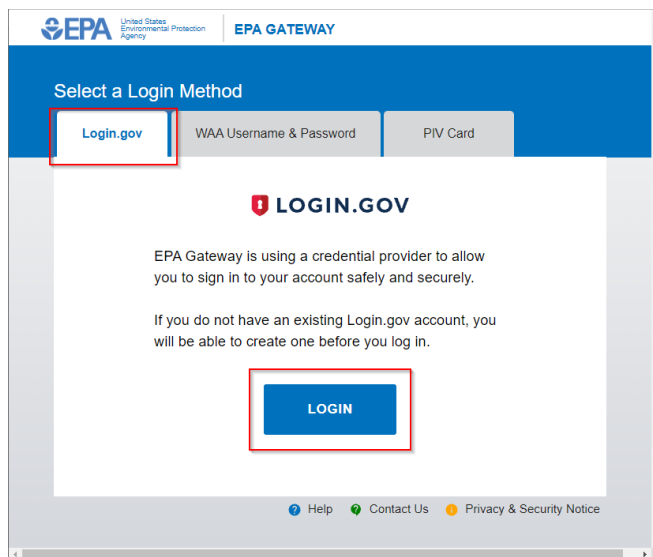 EPA
United States
Environmental Protection
Agency
EPA GATEWAY
Select a Login Method
Login.gov
WAA Username & Password
PIV Card
LOGIN.GOV
EPA Gateway is using a credential provider to allow
you to sign in to your account safely and securely.
If you do not have an existing Login.gov account, you
will be able to create one before you log in.
LOGIN
Help
Contact Us
Privacy & Security Notice